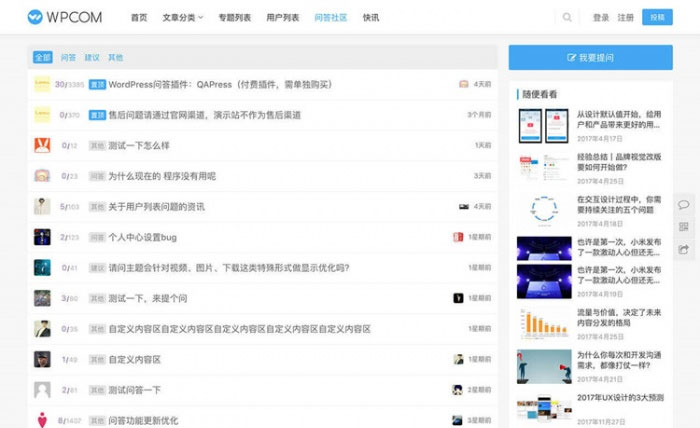 WPCOM
首页 文章分类 专题列表 用户列表 问答社区 快讯 登录 注册 投稿
全部 问答 建议 其他
30/3385 置顶 WordPress问答插件：QAPress（付费插件，需单独购买） 4天前
0/370 置顶 售后问题请通过官网渠道，演示站不作为售后渠道 3个月前
0/12 其他 测试一下怎么样 1天前
0/23 问答 为什么现在的 程序没有用呢 3天前
5/103 其他 关于用户列表问题的资讯 4天前
2/123 问答 个人中心设置bug 1星期前
0/41 建议 请问主题会针对视频、图片、下载这类特殊形式做显示优化吗？ 1星期前
3/80 其他 测试一下，来提个问 1星期前
0/35 其他 自定义内容区自定义内容区自定义内容区自定义内容区自定义内容区 1星期前
1/49 其他 自定义内容区 1星期前
2/61 其他 测试问答一下 2星期前
8/1402 其他 问答功能更新优化 3星期前
我要提问
随便看看
从设计默认值开始，给用
户和产品带来更好的用...
2017年4月25日
经验总结丨品牌视觉改版
要如何开始做？
2017年4月25日
在交互设计过程中，你需
要持续关注的五个问题
2017年4月18日
也许是第一次，小米发布
了一款激动人心但还无...
也许是第一次，小米发布
了一款激动人心但还无...
2017年4月19日
流量与价值，决定了未来
内容分发的格局
2017年4月25日
为什么你每次和开发沟通
需求，都像打仗一样？
2017年4月21日
2017年UX设计的3大预测
2017年11月27日